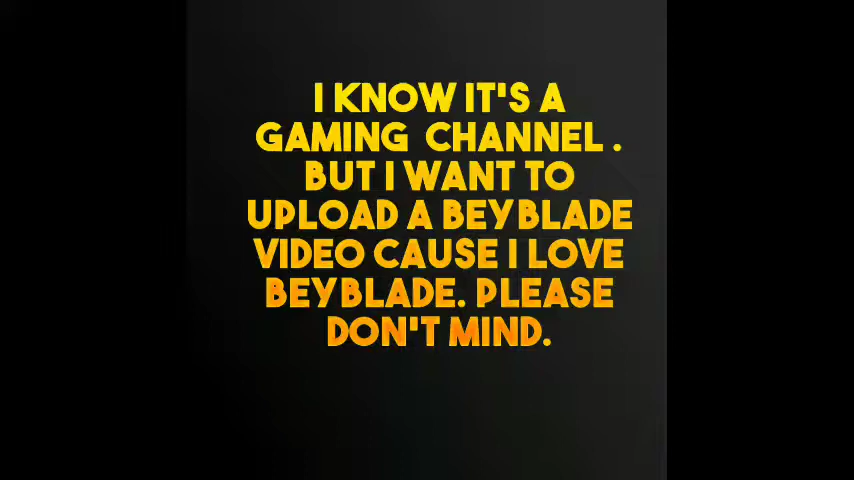 I KNOW IT'S A
GAMING CHANNEL .
BUT I WANT TO
UPLOAD A BEYBLADE
VIDEO CAUSE I LOVE
BEYBLADE. PLEASE
DON'T MIND.